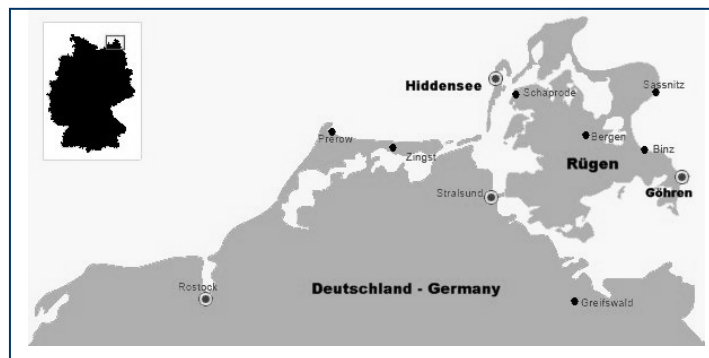 Hiddensee
Sassnitz
Schaprode
Prerow
Bergen
Zingst
Binz
Rügen
Stralsund
Göhren
Rostock
Deutschland - Germany
Greifswald